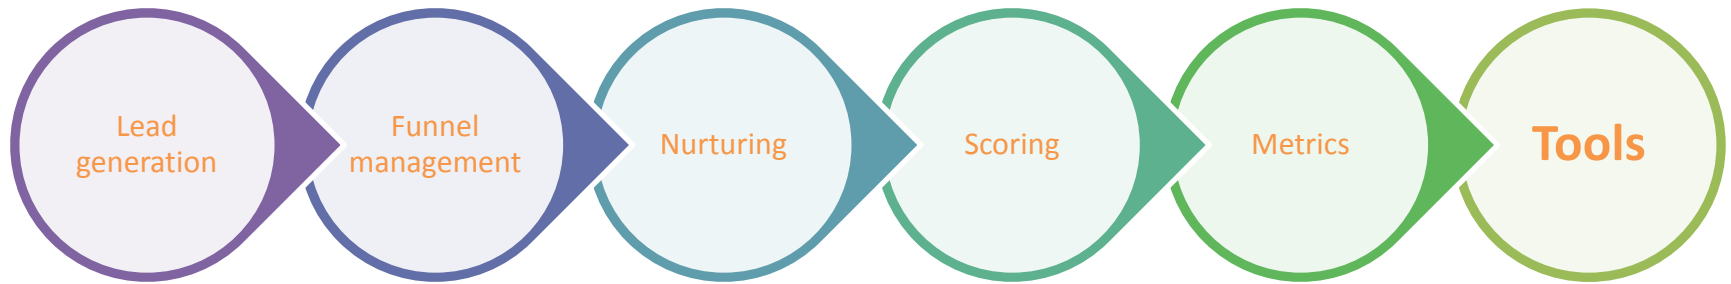 Lead
generation
Funnel
management
Nurturing
Scoring
Metrics
Tools